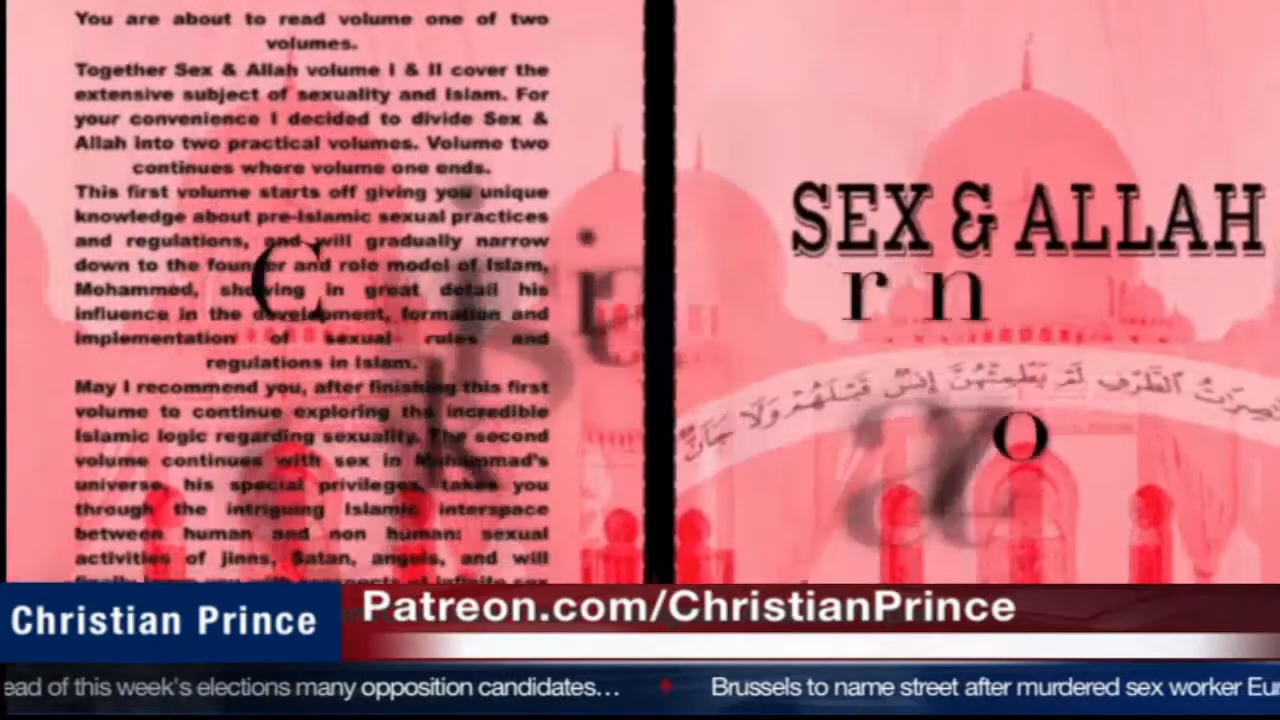 You are about to read volume one of two
volumes.
Together Sex & Allah volume I & II cover the
extensive subject of sexuality and Islam. For
your convenience I decided to divide Sex &
Allah into two practical volumes. Volume two
continues where volume one ends.
This first volume starts off giving you unique
knowledge about pre-Islamic sexual practices
and regulations, and will gradually narrow
down to the founder and role model of Islam,
Mohammed, showing in great detail his
influence in the development, formation and
implementation of sexual rules and
regulations in Islam.
May I recommend you, after finishing this first
volume to continue exploring the incredible
Islamic logic regarding sexuality. The second
volume continues with sex in Muhammad's
universe, his special privileges, takes you
through the intriguing Islamic interspace
between human and non human: sexual
activities of jinns, Satan, angels, and will
SEX & ALLAH
r n
o
C
Christian Prince
Patreon.com/ChristianPrince
ead of this week's elections many opposition candidates... Brussels to name street after murdered sex worker Eu